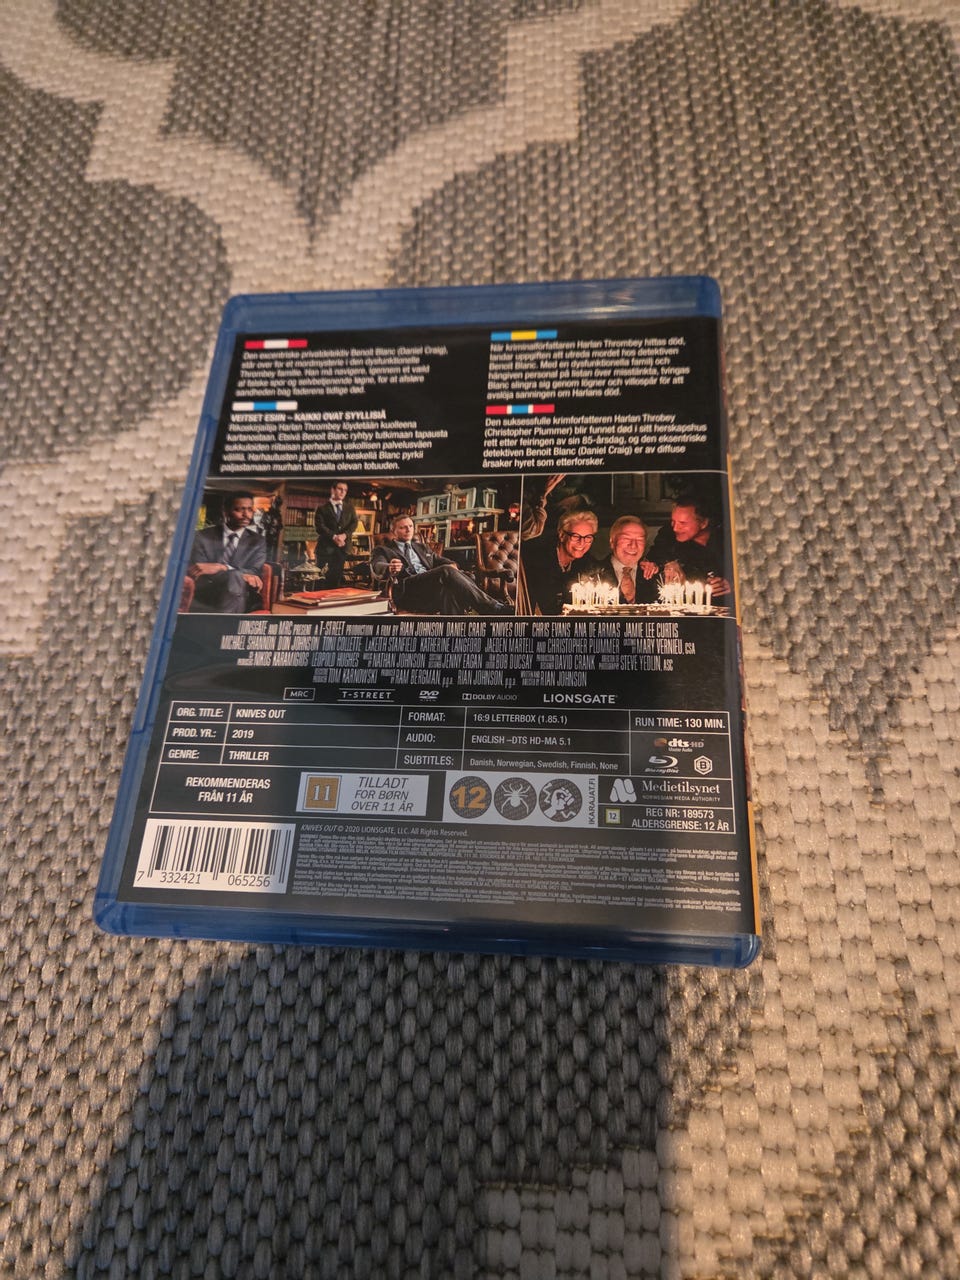 Den excentriske privatdetektiv Benoit Blanc (Daniel Craig),
står over for et mordmysterie i den dysfunktionelle
Thrombey familie. Han må navigere, igennem et væld
af falske spor og selvbetjenende løgne, for at afsløre
sandheden bag faderens tidlige død.
VEITSET ESIIN – KAIKKI OVAT SYYLLISIÄ
Rikoskirjailija Harlan Thrombey löydetään kuolleena
kartanostaan. Etsivä Benoit Blanc ryhtyy tutkimaan tapausta
sukuloiden perheen ja uskollisen palvelusväen
välillä. Harhautusten ja valheiden keskellä Blanc pyrkii
paljastamaan murhan taustalla olevan totuuden.
När kriminalförfattaren Harlan Thrombey hittas död,
landar uppgiften att utreda mordet hos detektiven
Benoit Blanc. Med en dysfunktionell familj och
hängiven personal på listan över misstänkta, tvingas
Blanc slingra sig genom lögner och villospår för att
avslöja sanningen om Harlans död.
Den suksessfulle krimforfatteren Harlan Throbey
(Christopher Plummer) blir funnet død i sitt herskapshus
rett etter feiringen av sin 85-årsdag, og den eksentriske
detektiven Benoit Blanc (Daniel Craig) er av diffuse
årsaker hyret som etterforsker.
LIONSGATE AND MRC PRESENT A T-STREET PRODUCTION A FILM BY RIAN JOHNSON DANIEL CRAIG "KNIVES OUT" CHRIS EVANS ANA DE ARMAS JAMIE LEE CURTIS
MICHAEL SHANNON DON JOHNSON TONI COLLETTE LAKEITH STANFIELD KATHERINE LANGFORD JAEDEN MARTELL AND CHRISTOPHER PLUMMER MARY VERNIEU, CSA
NIKOS KARAMIGIOS LEOPOLD HUGHES NATHAN JOHNSON JENNY EAGAN BOB DUCSAY DAVID CRANK STEVE YEDLIN, ASC
TOM KARNOWSKI RAM BERGMAN, p.g.a. RIAN JOHNSON, p.g.a. RIAN JOHNSON
MRC T-STREET DVD DOLBY AUDIO LIONSGATE
ORG. TITLE: KNIVES OUT
PROD. YR.: 2019
GENRE: THRILLER
FORMAT: 16:9 LETTERBOX (1.85.1)
AUDIO: ENGLISH –DTS HD-MA 5.1
SUBTITLES: Danish, Norwegian, Swedish, Finnish, None
RUN TIME: 130 MIN.
dts-HD
Master Audio
Blu-ray Disc
B
REKOMMENDERAS
FRÅN 11 ÅR
11
TILLADT
FOR BØRN
OVER 11 ÅR
12
IKARAJAT.FI
12
Medietilsynet
NORWEGIAN MEDIA AUTHORITY
REG NR: 189573
ALDERSGRENSE: 12 ÅR
KNIVES OUT © 2020 LIONSGATE, LLC. All Rights Reserved.
7 332421 065256